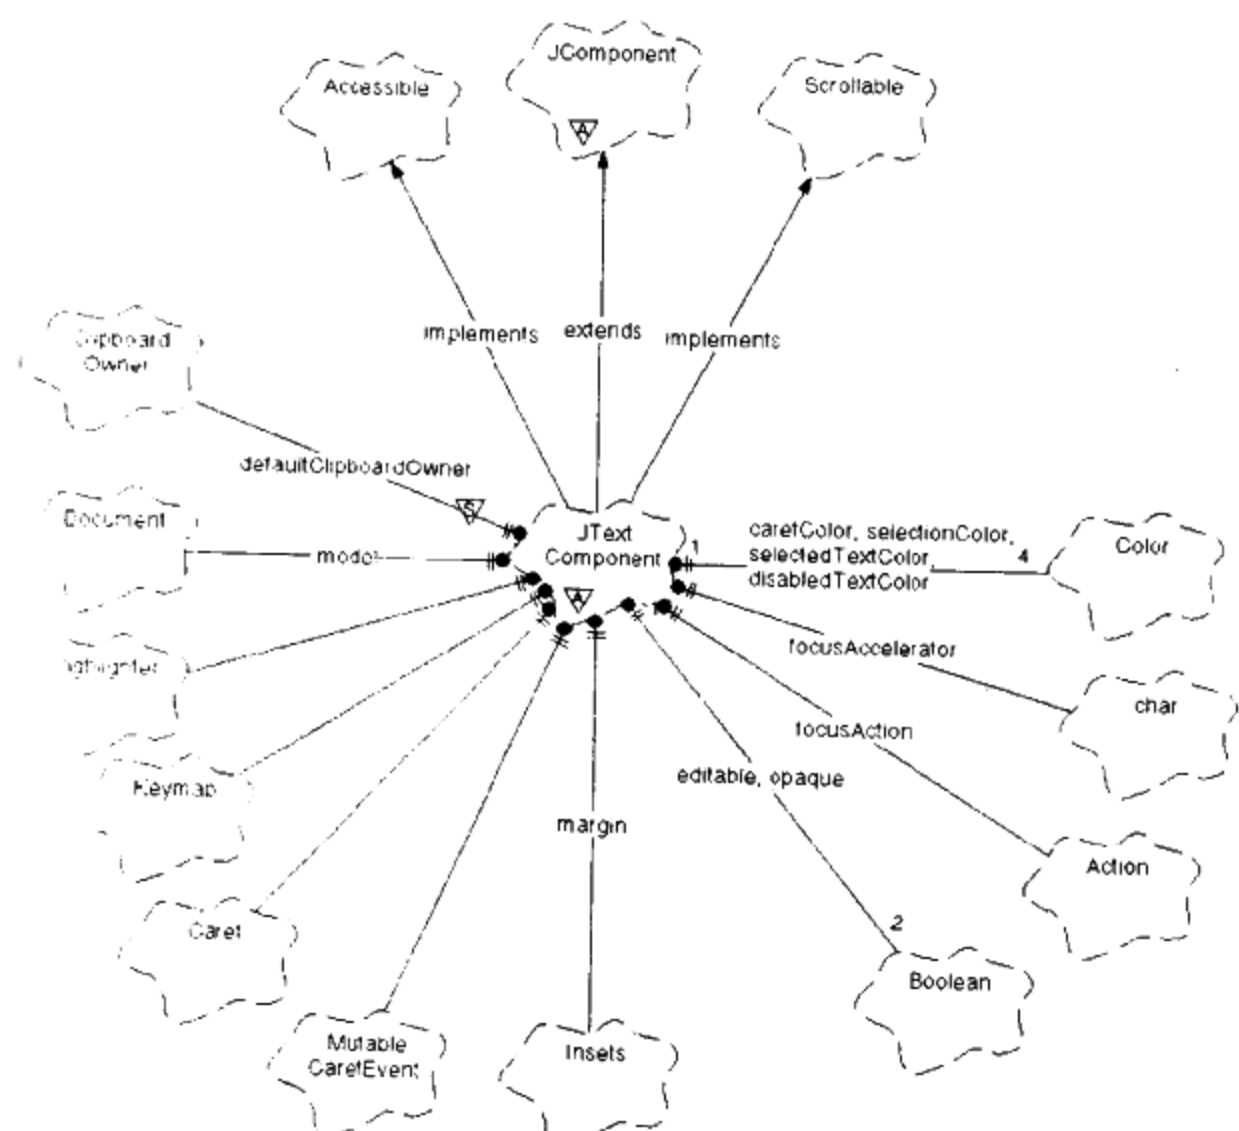 JComponent
Accessible
Scrollable
A
implements
extends
implements
Owner
defaultClipboardOwner
S
Document
model
JText
Component
A
1
caretColor, selectionColor,
selectedTextColor
disabledTextColor
4
Color
focusAccelerator
char
focusAction
editable, opaque
Keymap
margin
Action
Caret
2
Boolean
Mutable
CaretEvent
Insets